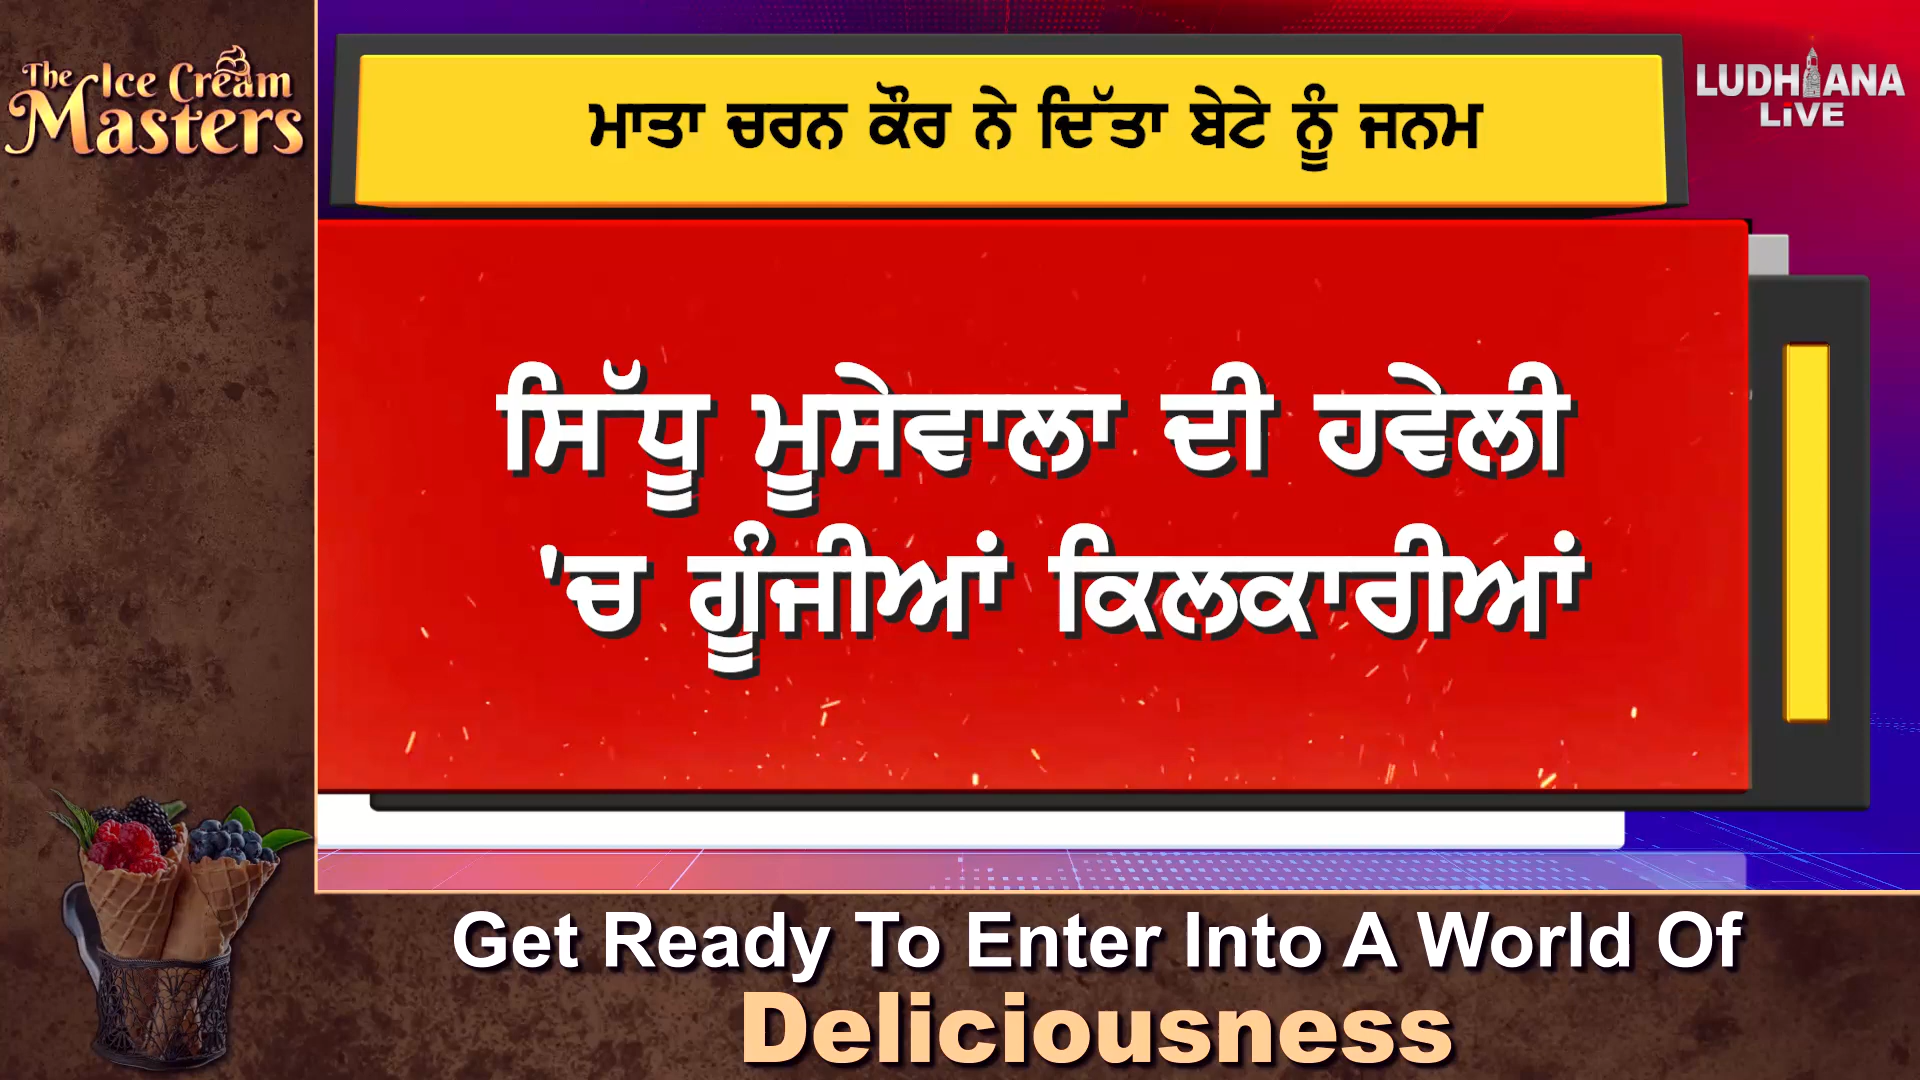 The Ice Cream
Masters
ਮਾਤਾ ਚਰਨ ਕੌਰ ਨੇ ਦਿੱਤਾ ਬੇਟੇ ਨੂੰ ਜਨਮ
LUDHIANA
LiVE
ਸਿੱਧੂ ਮੂਸੇਵਾਲਾ ਦੀ ਹਵੇਲੀ
'ਚ ਗੂੰਜੀਆਂ ਕਿਲਕਾਰੀਆਂ
Get Ready To Enter Into A World Of
Deliciousness